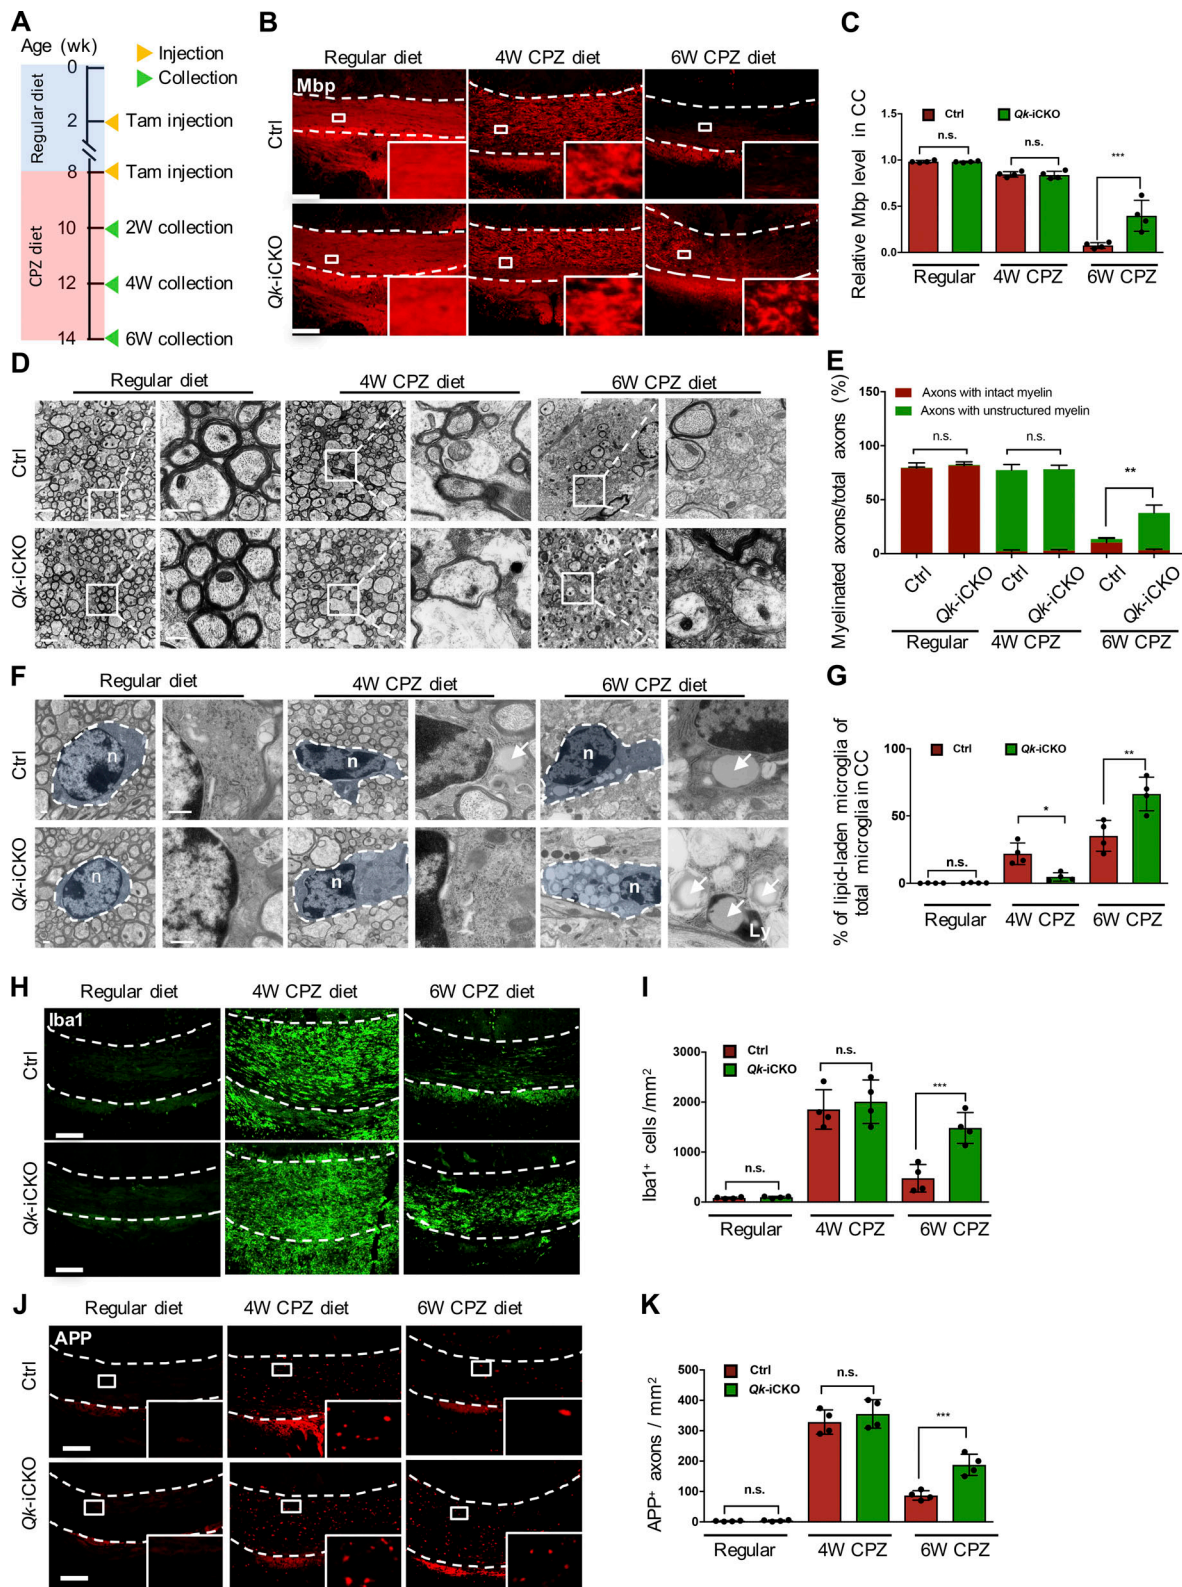 A
Age (wk)
Injection
Collection
0
2
8
10
12
14
Regular diet
CPZ diet
Tam injection
Tam injection
2W collection
4W collection
6W collection
B
Regular diet
4W CPZ diet
6W CPZ diet
Mbp
Ctrl
Qk-iCKO
C
Relative Mbp level in CC
Ctrl
Qk-iCKO
1.5
1.0
0.5
0.0
n.s.
n.s.
***
Regular
4W CPZ
6W CPZ
D
Regular diet
4W CPZ diet
6W CPZ diet
Ctrl
Qk-iCKO
E
Myelinated axons/total axons (%)
150
100
50
0
Axons with intact myelin
Axons with unstructured myelin
n.s.
n.s.
**
Ctrl
Qk-iCKO
Ctrl
Qk-iCKO
Ctrl
Qk-iCKO
Regular
4W CPZ
6W CPZ
F
Regular diet
4W CPZ diet
6W CPZ diet
Ctrl
n
n
n
Qk-iCKO
n
n
n
Ly
G
% of lipid-laden microglia of
total microglia in CC
Ctrl
Qk-iCKO
100
50
0
n.s.
*
**
Regular
4W CPZ
6W CPZ
H
Regular diet
4W CPZ diet
6W CPZ diet
Iba1
Ctrl
Qk-iCKO
I
Iba1⁺ cells /mm²
Ctrl
Qk-iCKO
3000
2000
1000
0
n.s.
n.s.
***
Regular
4W CPZ
6W CPZ
J
Regular diet
4W CPZ diet
6W CPZ diet
APP
Ctrl
Qk-iCKO
K
APP⁺ axons / mm²
Ctrl
Qk-iCKO
500
400
300
200
100
0
n.s.
n.s.
***
Regular
4W CPZ
6W CPZ